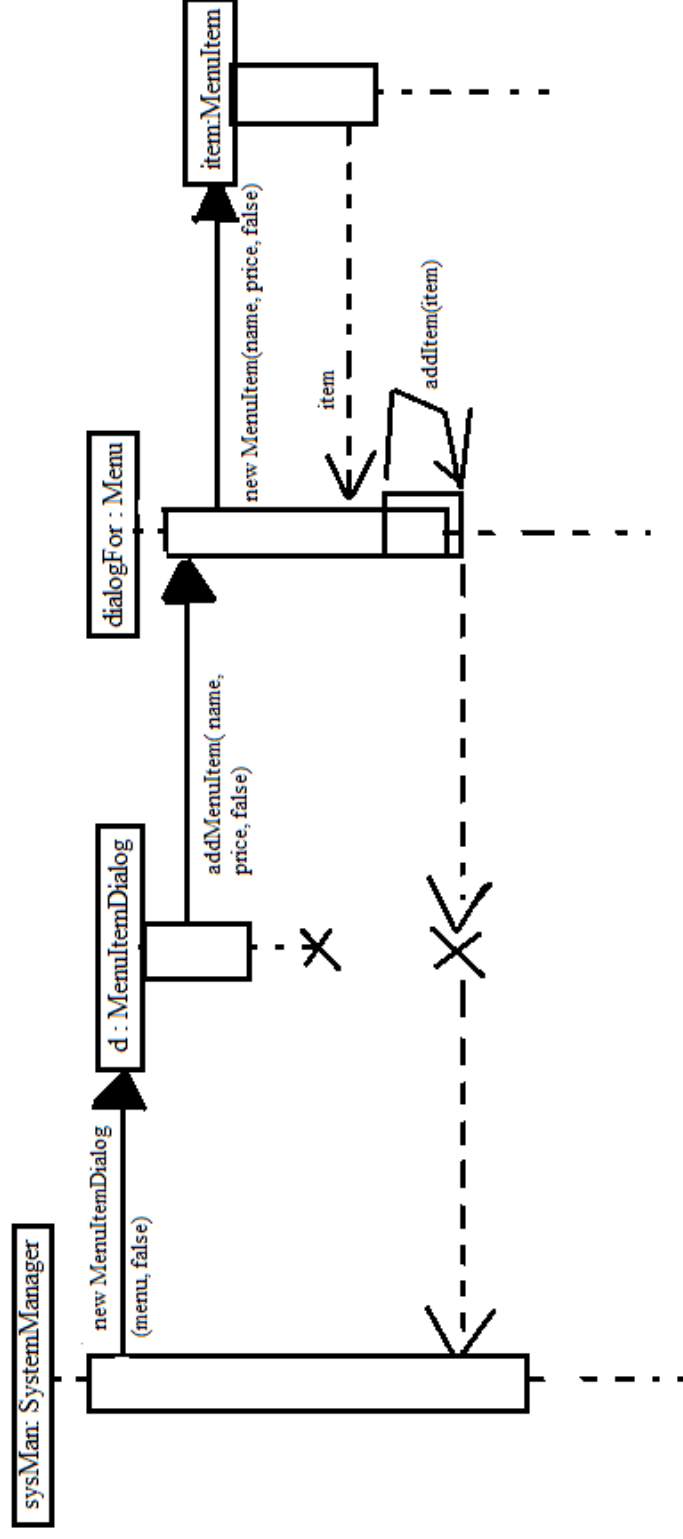 sysMan: SystemManager
new MenuItemDialog
(menu, false)
d : MenuItemDialog
addMenuItem( name,
price, false)
dialogFor : Menu
new MenuItem(name, price, false)
item
addItem(item)
item:MenuItem